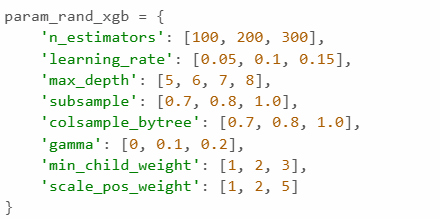 param_rand_xgb = {
    'n_estimators': [100, 200, 300],
    'learning_rate': [0.05, 0.1, 0.15],
    'max_depth': [5, 6, 7, 8],
    'subsample': [0.7, 0.8, 1.0],
    'colsample_bytree': [0.7, 0.8, 1.0],
    'gamma': [0, 0.1, 0.2],
    'min_child_weight': [1, 2, 3],
    'scale_pos_weight': [1, 2, 5]
}